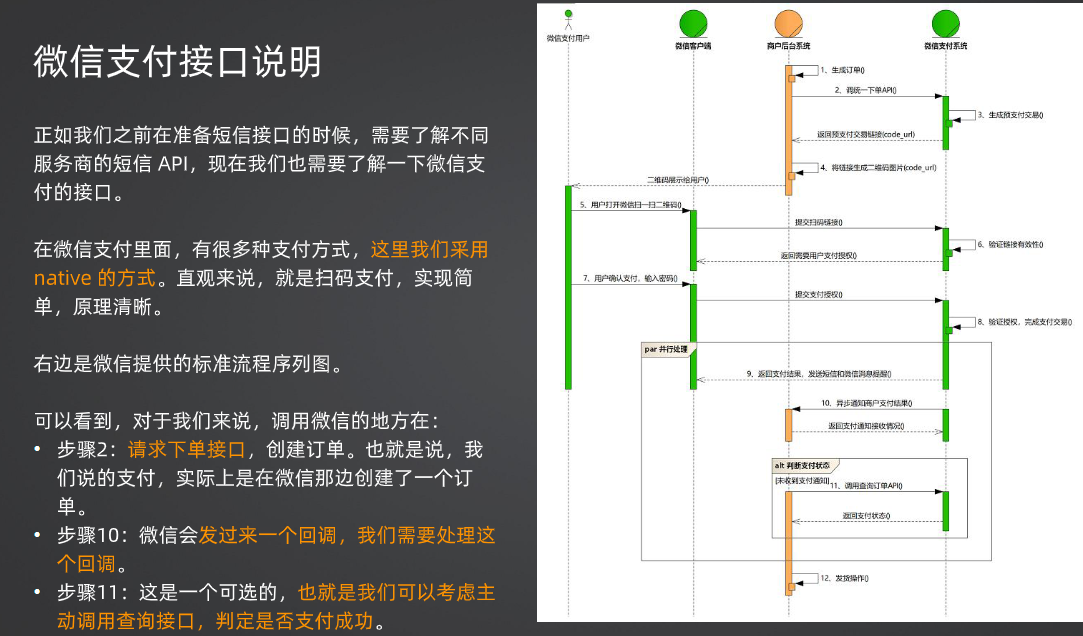 微信支付接口说明
正如我们之前在准备短信接口的时候，需要了解不同
服务商的短信 API，现在我们也需要了解一下微信支
付的接口。
在微信支付里面，有很多种支付方式，这里我们采用
native 的方式。直观来说，就是扫码支付，实现简
单，原理清晰。
右边是微信提供的标准流程序列图。
可以看到，对于我们来说，调用微信的地方在：
• 步骤2：请求下单接口，创建订单。也就是说，我
们说的支付，实际上是在微信那边创建了一个订
单。
• 步骤10：微信会发过来一个回调，我们需要处理这
个回调。
• 步骤11：这是一个可选的，也就是我们可以考虑主
动调用查询接口，判定是否支付成功。
微信支付用户
微信客户端
商户后台系统
微信支付系统
1、生成订单()
2、调统一下单API()
3、生成预支付交易()
返回预支付交易链接(code_url)
4、将链接生成二维码图片(code_url)
二维码展示给用户()
5、用户打开微信扫一扫二维码()
提交扫码链接()
6、验证链接有效性()
返回需要用户支付授权()
7、用户确认支付，输入密码()
提交支付授权()
8、验证授权，完成支付交易()
par 并行处理
9、返回支付结果，发送短信和微信消息提醒()
10、异步通知商户支付结果()
返回支付通知接收情况()
alt 判断支付状态
[未收到支付通知]
11、调用查询订单API()
返回支付状态()
12、发货操作()